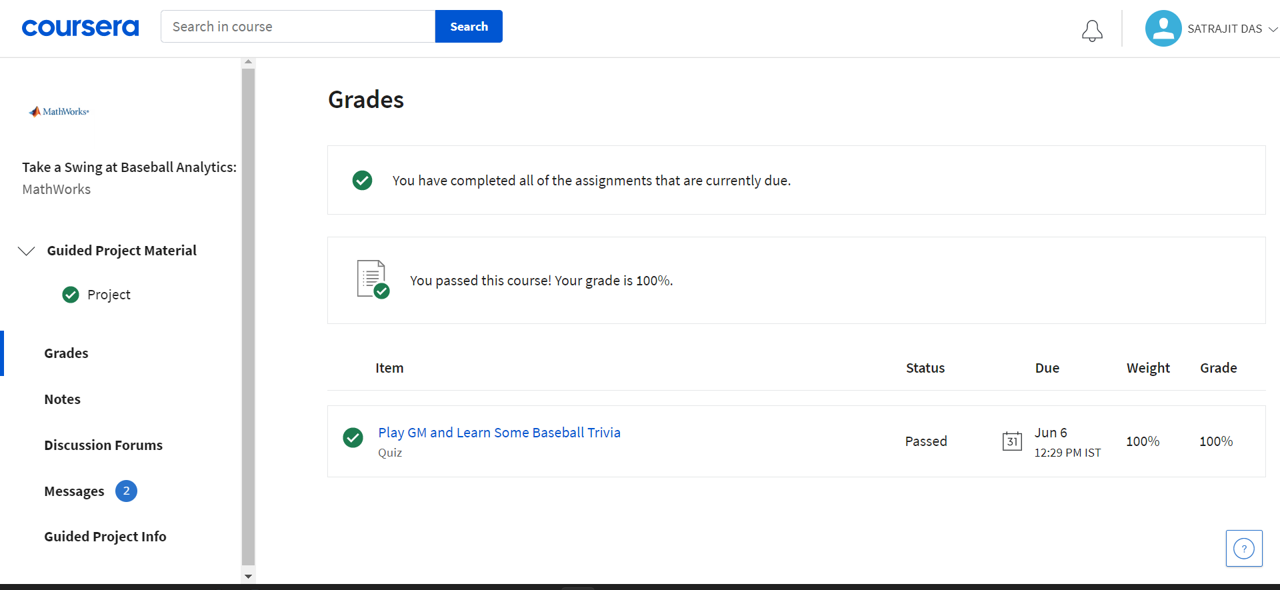 coursera
Search in course
Search
SATRAJIT DAS
MathWorks®
Take a Swing at Baseball Analytics:
MathWorks
Guided Project Material
Project
Grades
Notes
Discussion Forums
Messages 2
Guided Project Info
Grades
You have completed all of the assignments that are currently due.
You passed this course! Your grade is 100%.
Item Status Due Weight Grade
Play GM and Learn Some Baseball Trivia
Quiz
Passed
31
Jun 6
12:29 PM IST
100%
100%
?